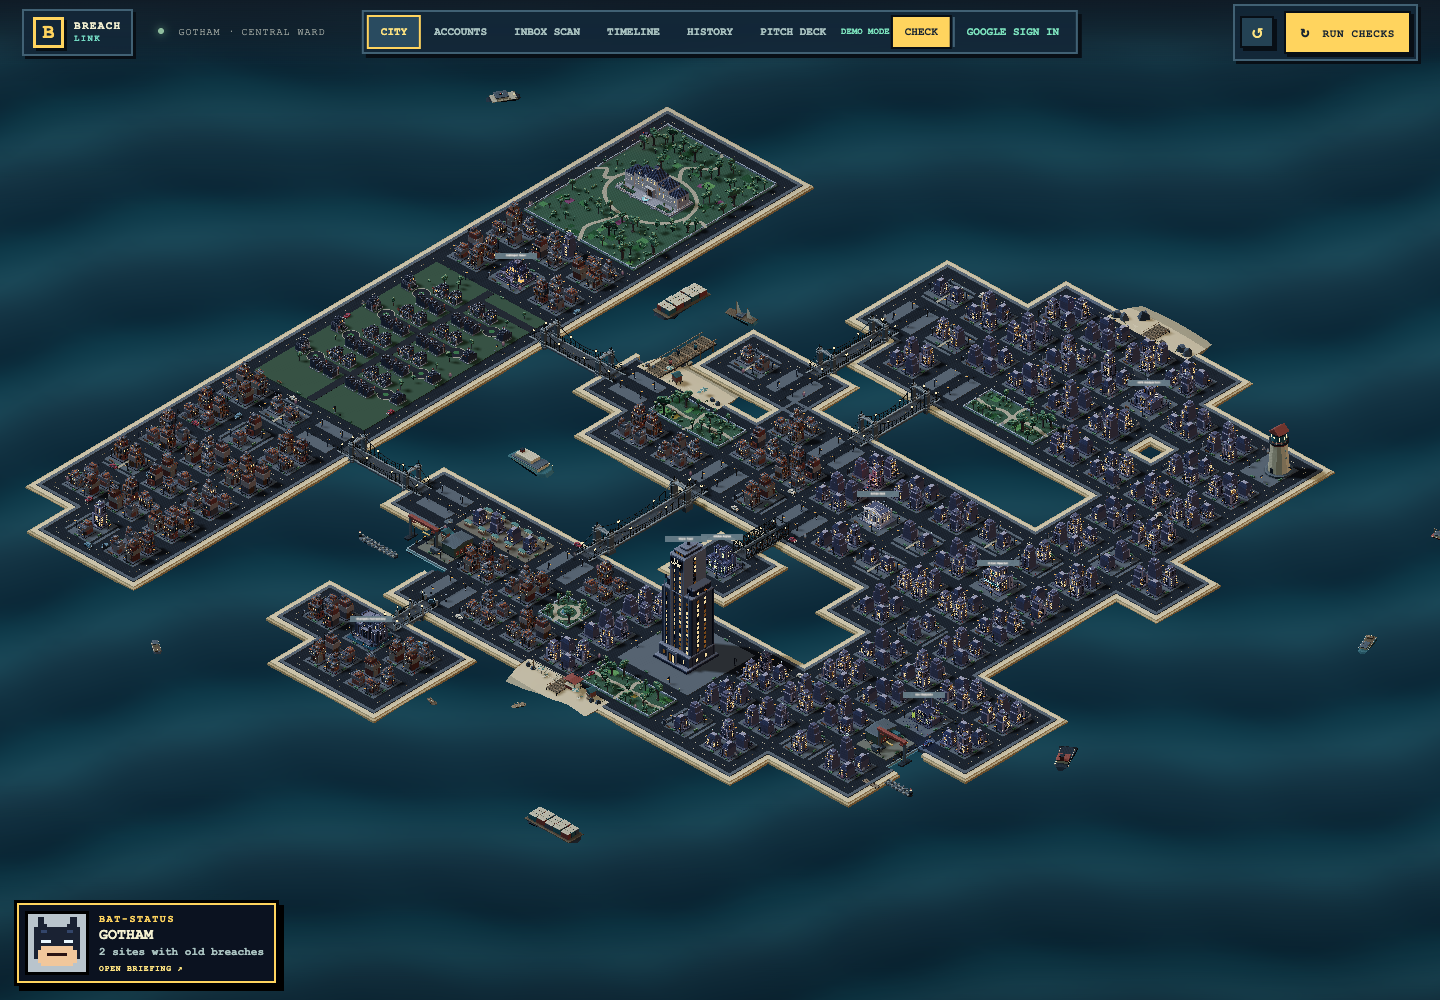 B
BREACH
LINK
GOTHAM · CENTRAL WARD
CITY
ACCOUNTS
INBOX SCAN
TIMELINE
HISTORY
PITCH DECK
DEMO MODE
CHECK
GOOGLE SIGN IN
↺
↻ RUN CHECKS
BAT-STATUS
GOTHAM
2 sites with old breaches
OPEN BRIEFING ↗